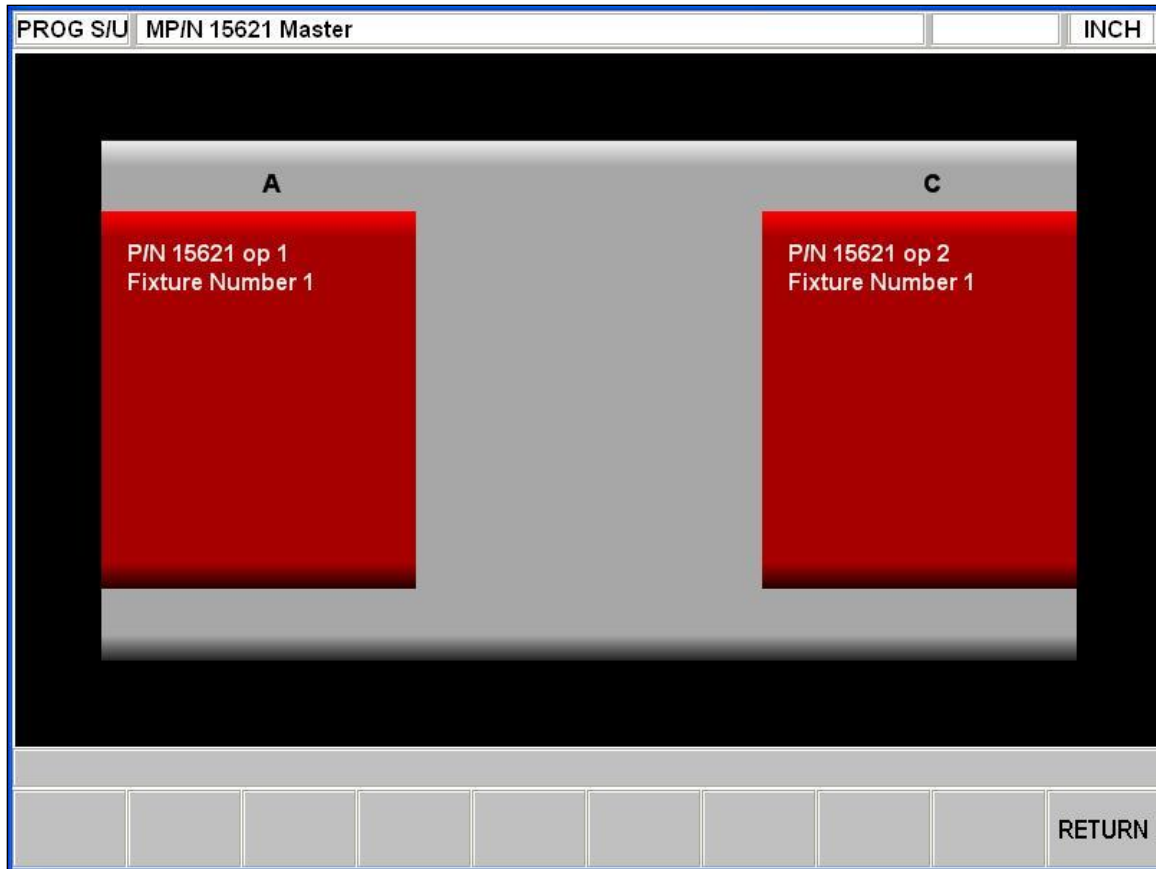 PROG S/U MP/N 15621 Master INCH
A C
P/N 15621 op 1
Fixture Number 1
P/N 15621 op 2
Fixture Number 1
RETURN